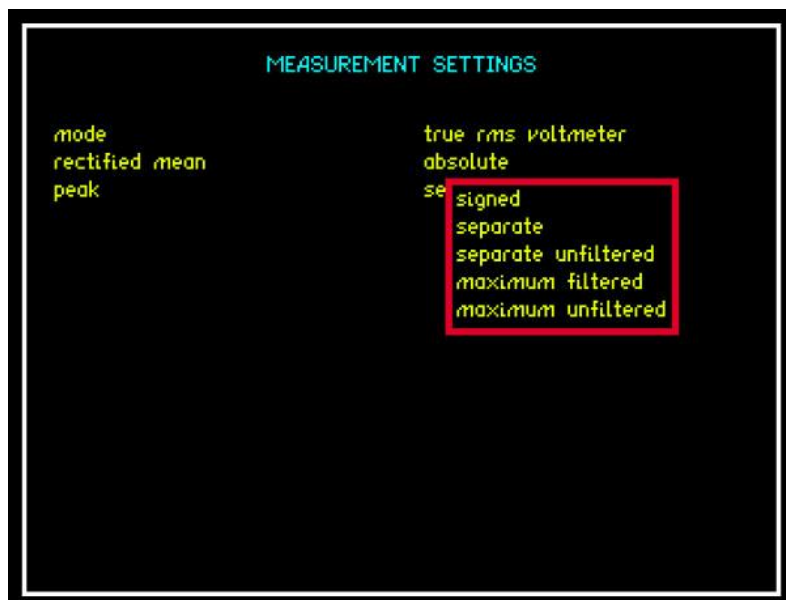 MEASUREMENT SETTINGS
mode true rms voltmeter
rectified mean absolute
peak se
signed
separate
separate unfiltered
maximum filtered
maximum unfiltered